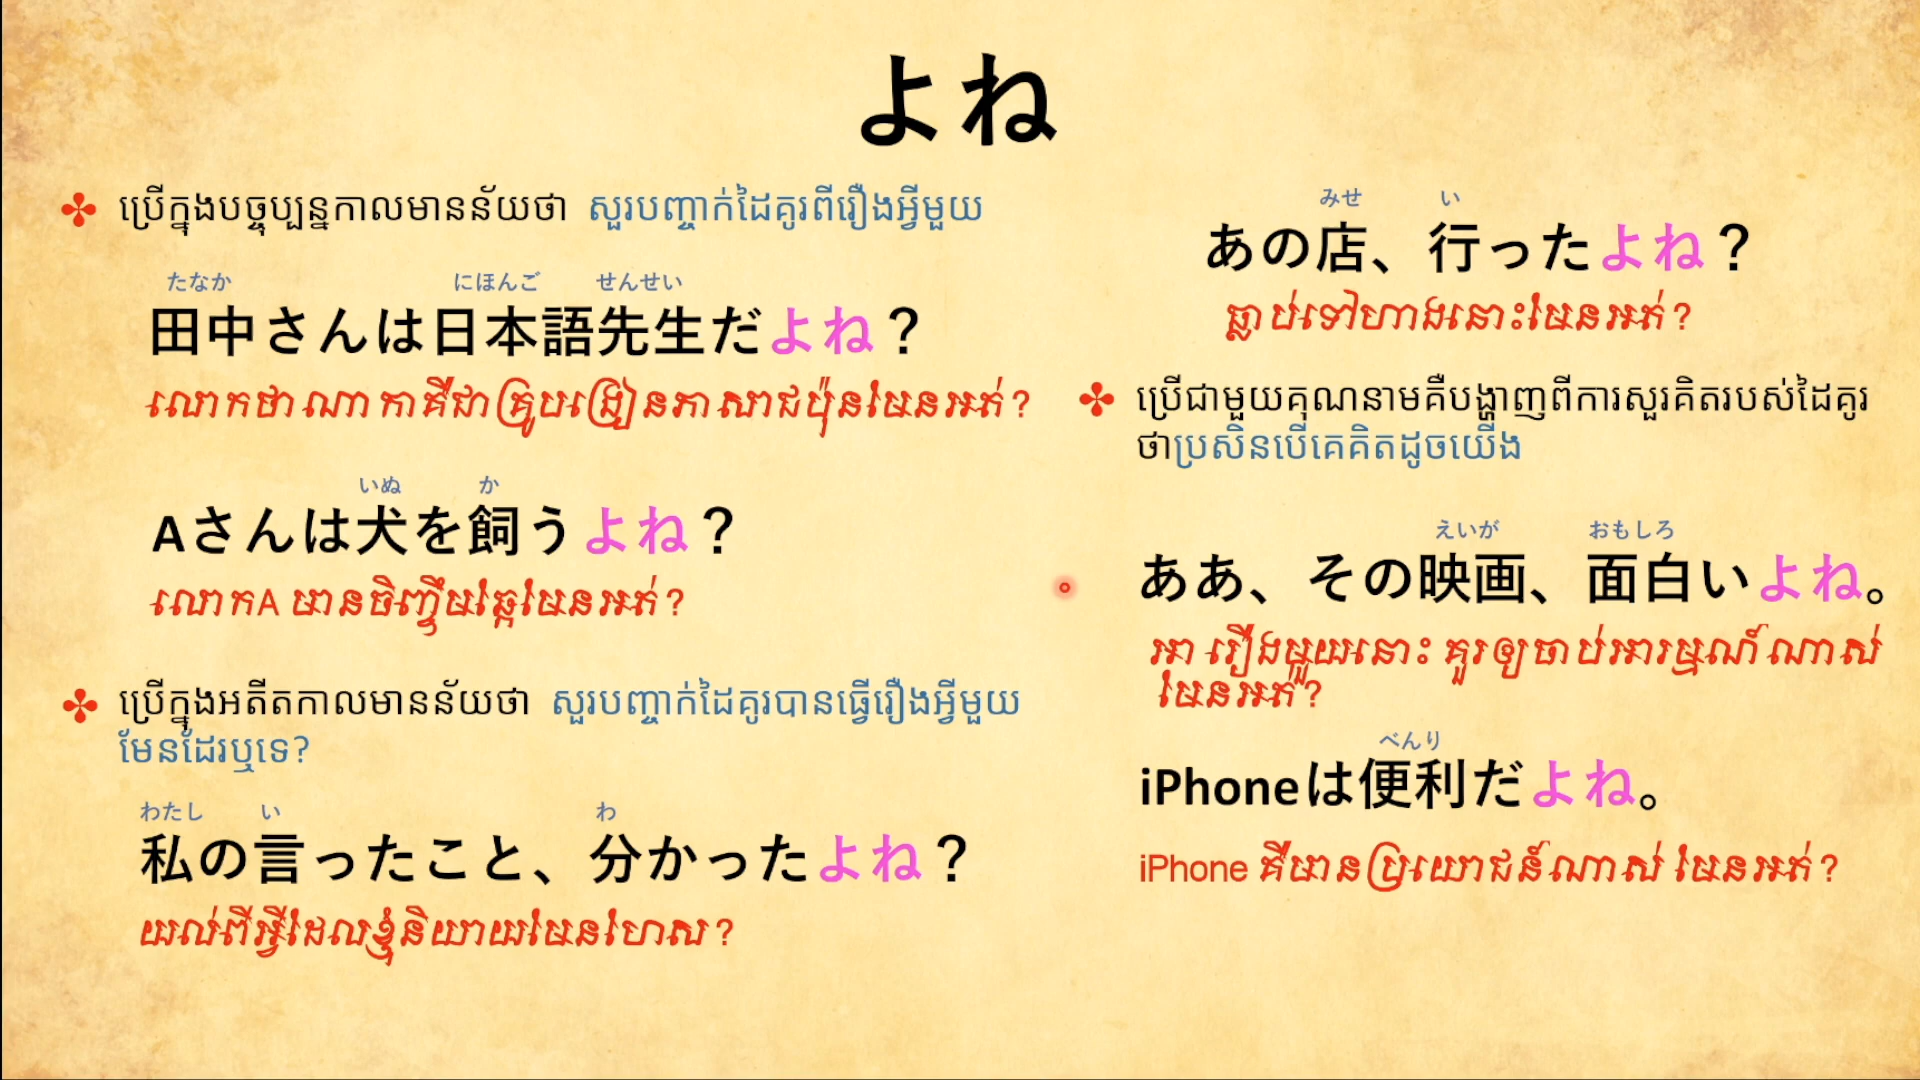 よね
ប្រើក្នុងបច្ចុប្បន្នកាលមានន័យថា សួរបញ្ជាក់ដៃគូរពីរឿងអ្វីមួយ
たなか にほんご せんせい
田中さんは日本語先生だよね？
លោកថាណាកាគឺជាគ្រូបង្រៀនភាសាជប៉ុនមែនអត់?
いぬ か
Aさんは犬を飼うよね？
លោកA មានចិញ្ចឹមឆ្កែមែនអត់?
ប្រើក្នុងអតីតកាលមានន័យថា សួរបញ្ជាក់ដៃគូរបានធ្វើរឿងអ្វីមួយ
មែនដែរឬទេ?
わたし い わ
私の言ったこと、分かったよね？
យល់ពីអ្វីដែលខ្ញុំនិយាយមែនហេស?
みせ い
あの店、行ったよね？
ធ្លាប់ទៅហាងនោះមែនអត់?
ប្រើជាមួយគុណនាមគឺបង្ហាញពីការសួរគិតរបស់ដៃគូរ
ថាប្រសិនបើគេគិតដូចយើង
えいが おもしろ
ああ、その映画、面白いよね。
អា រឿងមួយនោះ គួរឲ្យចាប់អារម្មណ៍ណាស់
មែនអត់?
べんり
iPhoneは便利だよね。
iPhone គឺមានប្រយោជន៍ណាស់ មែនអត់?